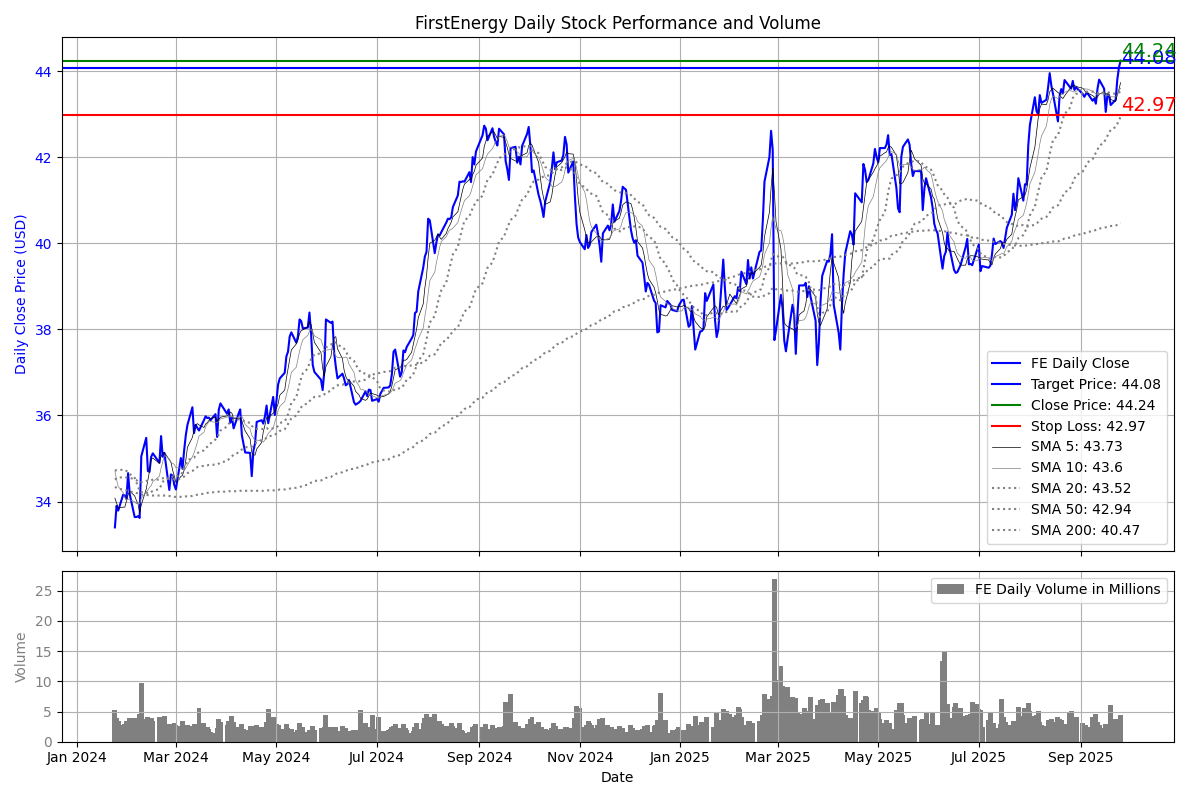 FirstEnergy Daily Stock Performance and Volume
44.24
44.08
44
42.97
42
40
38
36
34
Daily Close Price (USD)
FE Daily Close
Target Price: 44.08
Close Price: 44.24
Stop Loss: 42.97
SMA 5: 43.73
SMA 10: 43.6
SMA 20: 43.52
SMA 50: 42.94
SMA 200: 40.47
25
20
15
10
5
0
Volume
FE Daily Volume in Millions
Jan 2024 Mar 2024 May 2024 Jul 2024 Sep 2024 Nov 2024 Jan 2025 Mar 2025 May 2025 Jul 2025 Sep 2025
Date